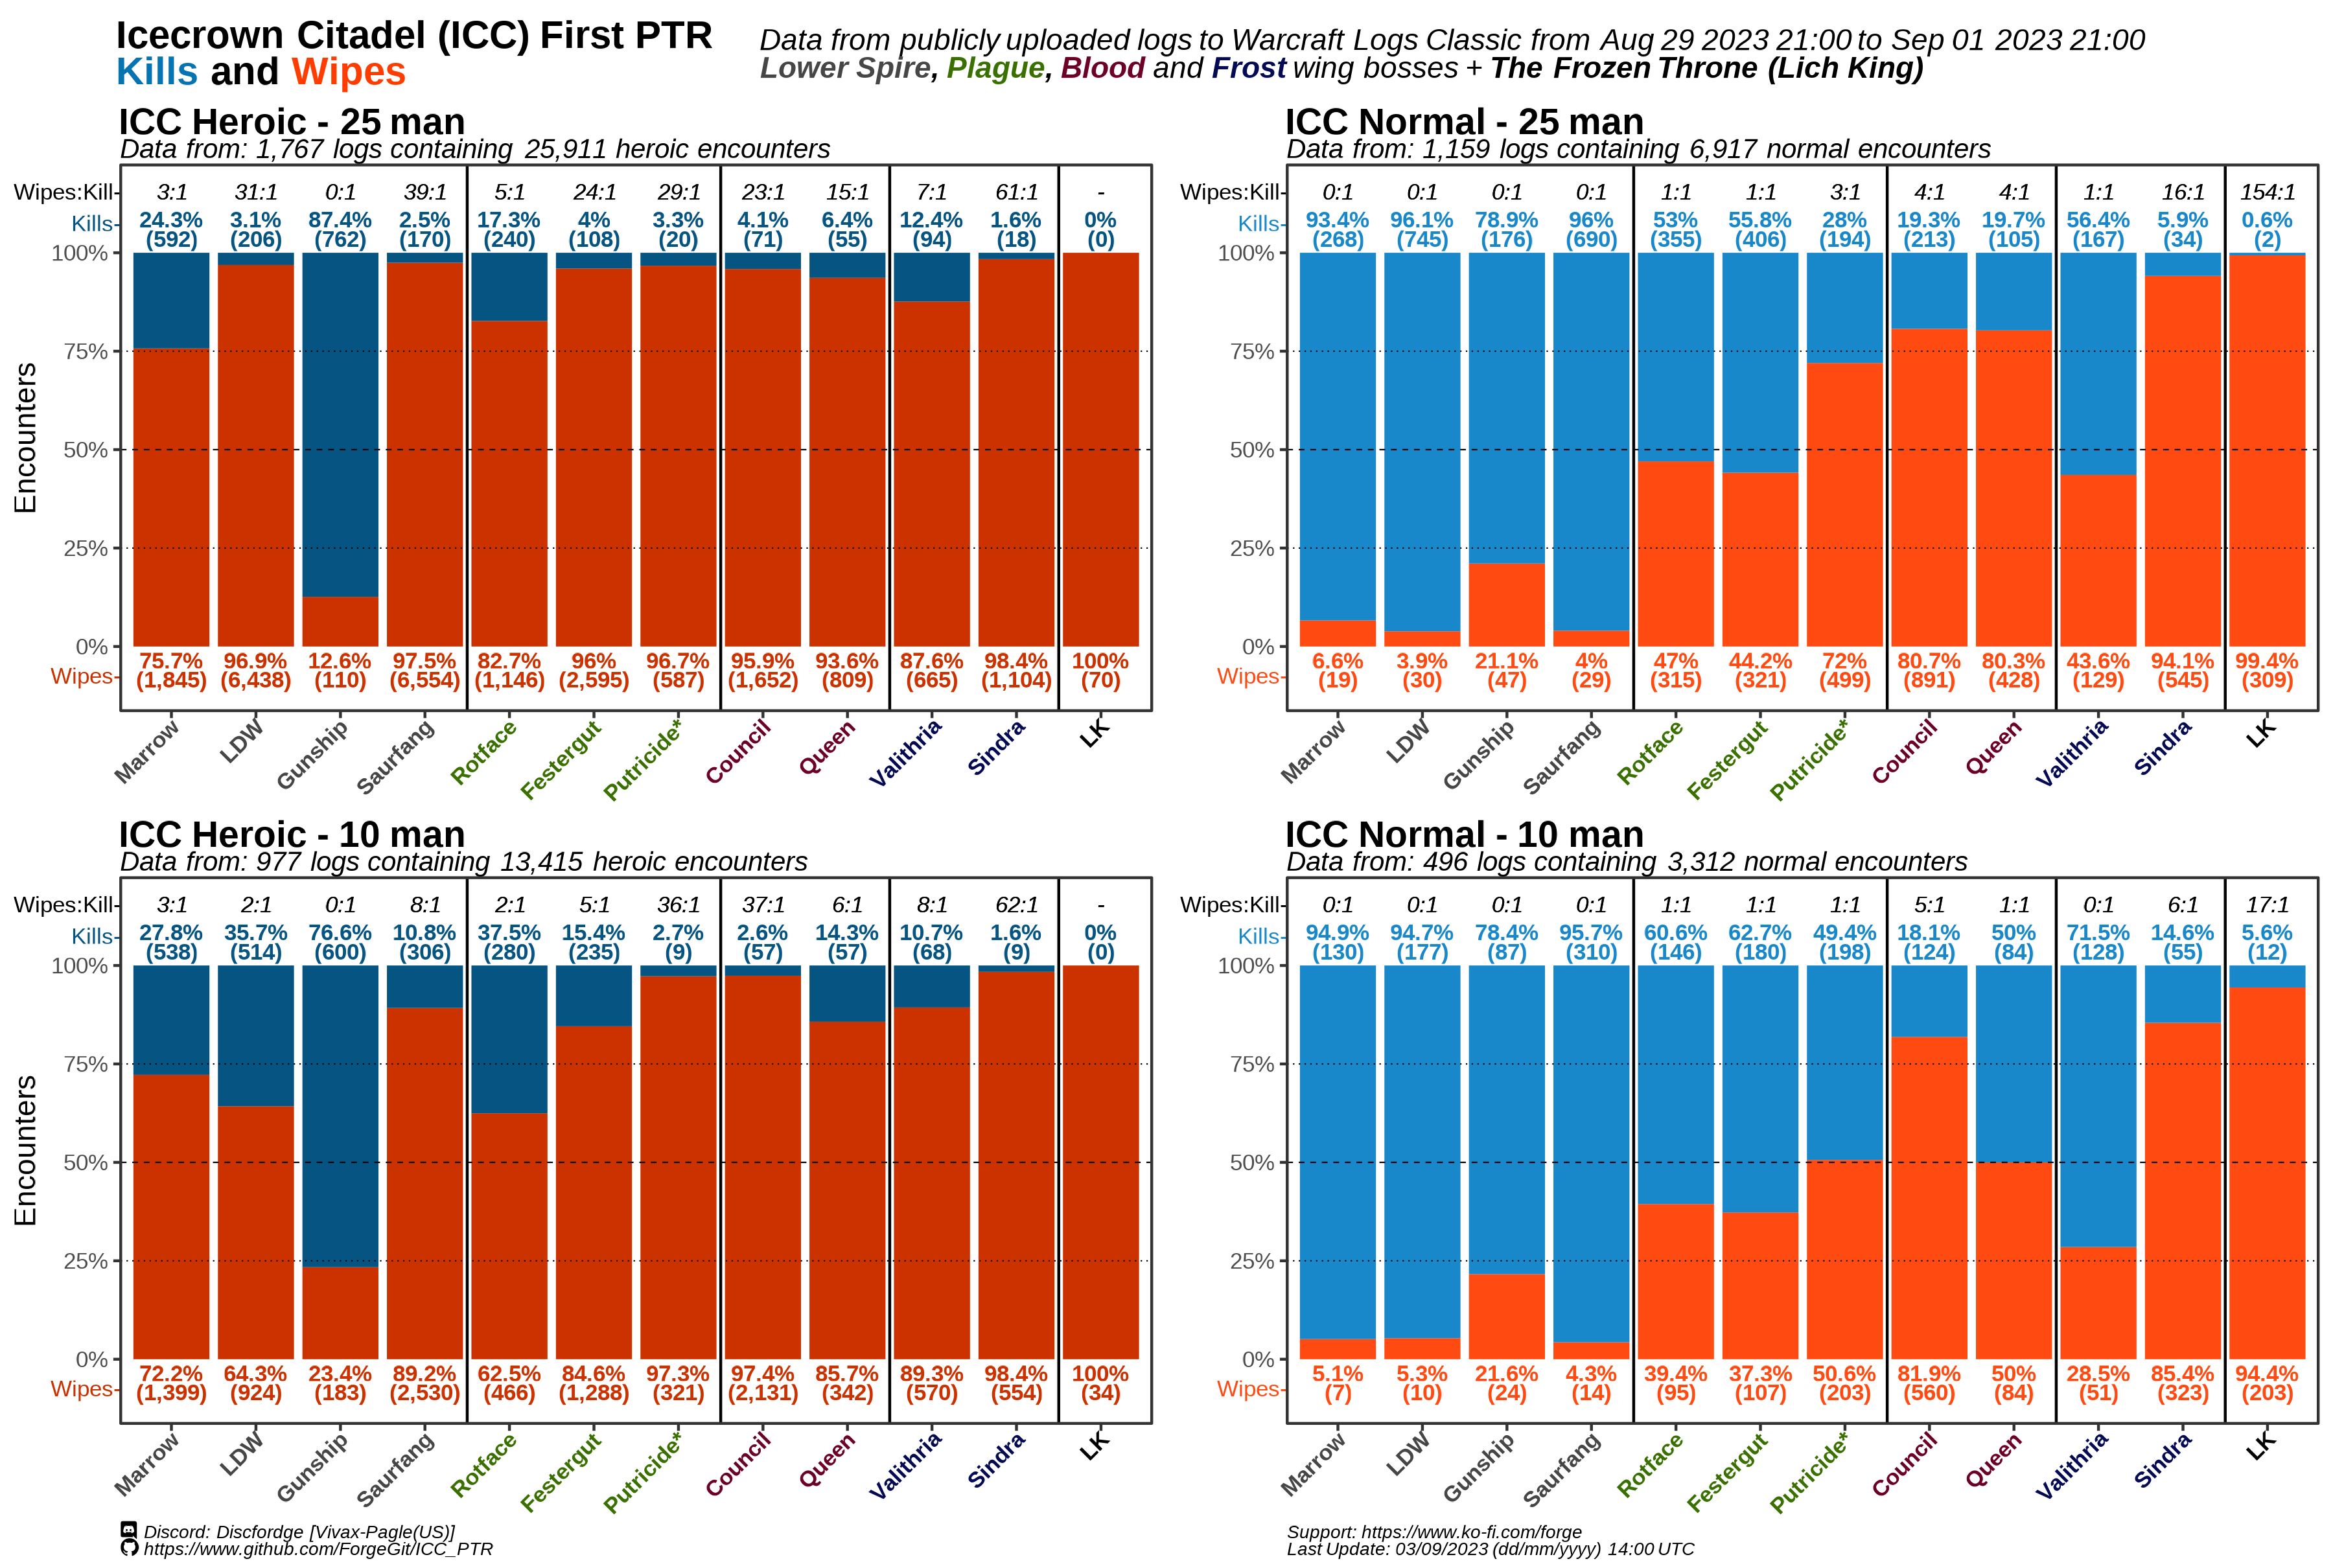 Icecrown Citadel (ICC) First PTR
Kills and Wipes
Data from publicly uploaded logs to Warcraft Logs Classic from Aug 29 2023 21:00 to Sep 01 2023 21:00
Lower Spire, Plague, Blood and Frost wing bosses + The Frozen Throne (Lich King)
ICC Heroic - 25 man
Data from: 1,767 logs containing 25,911 heroic encounters
Wipes:Kill 3:1 31:1 0:1 39:1 5:1 24:1 29:1 23:1 15:1 7:1 61:1 -
Kills 24.3% 3.1% 87.4% 2.5% 17.3% 4% 3.3% 4.1% 6.4% 12.4% 1.6% 0%
(592) (206) (762) (170) (240) (108) (20) (71) (55) (94) (18) (0)
100%
75%
50%
25%
0%
Encounters
Wipes 75.7% 96.9% 12.6% 97.5% 82.7% 96% 96.7% 95.9% 93.6% 87.6% 98.4% 100%
(1,845) (6,438) (110) (6,554) (1,146) (2,595) (587) (1,652) (809) (665) (1,104) (70)
Marrow LDW Gunship Saurfang Rotface Festergut Putricide* Council Queen Valithria Sindra LK
ICC Normal - 25 man
Data from: 1,159 logs containing 6,917 normal encounters
Wipes:Kill 0:1 0:1 0:1 0:1 1:1 1:1 3:1 4:1 4:1 1:1 16:1 154:1
Kills 93.4% 96.1% 78.9% 96% 53% 55.8% 28% 19.3% 19.7% 56.4% 5.9% 0.6%
(268) (745) (176) (690) (355) (406) (194) (213) (105) (167) (34) (2)
100%
75%
50%
25%
0%
Wipes 6.6% 3.9% 21.1% 4% 47% 44.2% 72% 80.7% 80.3% 43.6% 94.1% 99.4%
(19) (30) (47) (29) (315) (321) (499) (891) (428) (129) (545) (309)
Marrow LDW Gunship Saurfang Rotface Festergut Putricide* Council Queen Valithria Sindra LK
ICC Heroic - 10 man
Data from: 977 logs containing 13,415 heroic encounters
Wipes:Kill 3:1 2:1 0:1 8:1 2:1 5:1 36:1 37:1 6:1 8:1 62:1 -
Kills 27.8% 35.7% 76.6% 10.8% 37.5% 15.4% 2.7% 2.6% 14.3% 10.7% 1.6% 0%
(538) (514) (600) (306) (280) (235) (9) (57) (57) (68) (9) (0)
100%
75%
50%
25%
0%
Encounters
Wipes 72.2% 64.3% 23.4% 89.2% 62.5% 84.6% 97.3% 97.4% 85.7% 89.3% 98.4% 100%
(1,399) (924) (183) (2,530) (466) (1,288) (321) (2,131) (342) (570) (554) (34)
Marrow LDW Gunship Saurfang Rotface Festergut Putricide* Council Queen Valithria Sindra LK
ICC Normal - 10 man
Data from: 496 logs containing 3,312 normal encounters
Wipes:Kill 0:1 0:1 0:1 0:1 1:1 1:1 1:1 5:1 1:1 0:1 6:1 17:1
Kills 94.9% 94.7% 78.4% 95.7% 60.6% 62.7% 49.4% 18.1% 50% 71.5% 14.6% 5.6%
(130) (177) (87) (310) (146) (180) (198) (124) (84) (128) (55) (12)
100%
75%
50%
25%
0%
Wipes 5.1% 5.3% 21.6% 4.3% 39.4% 37.3% 50.6% 81.9% 50% 28.5% 85.4% 94.4%
(7) (10) (24) (14) (95) (107) (203) (560) (84) (51) (323) (203)
Marrow LDW Gunship Saurfang Rotface Festergut Putricide* Council Queen Valithria Sindra LK
Discord: Discfordge [Vivax-Pagle(US)]
https://www.github.com/ForgeGit/ICC_PTR
Support: https://www.ko-fi.com/forge
Last Update: 03/09/2023 (dd/mm/yyyy) 14:00 UTC